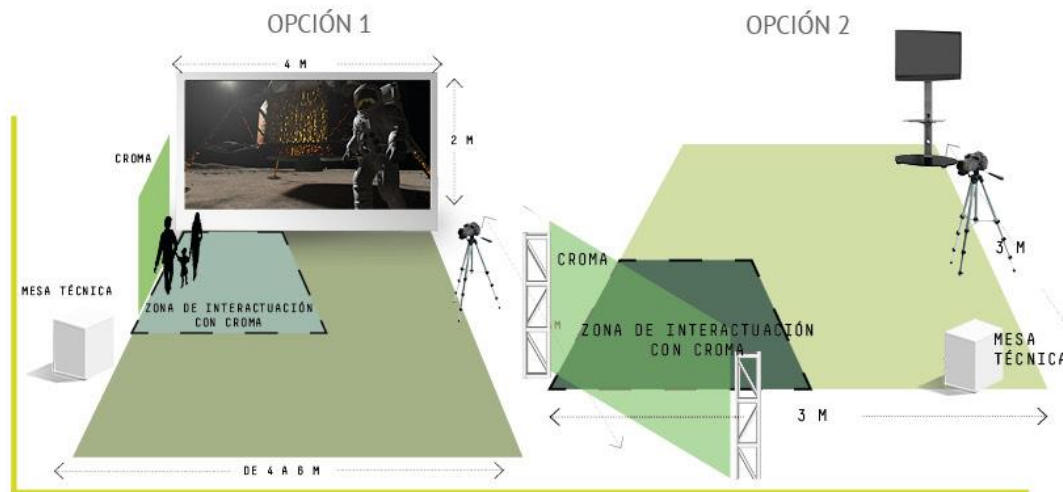 OPCIÓN 1
4 M
2 M
CROMA
MESA TÉCNICA
ZONA DE INTERACTUACIÓN
CON CROMA
DE 4 A 6 M
OPCIÓN 2
CROMA
3 M
M
ZONA DE INTERACTUACIÓN
CON CROMA
MESA
TÉCNICA
3 M